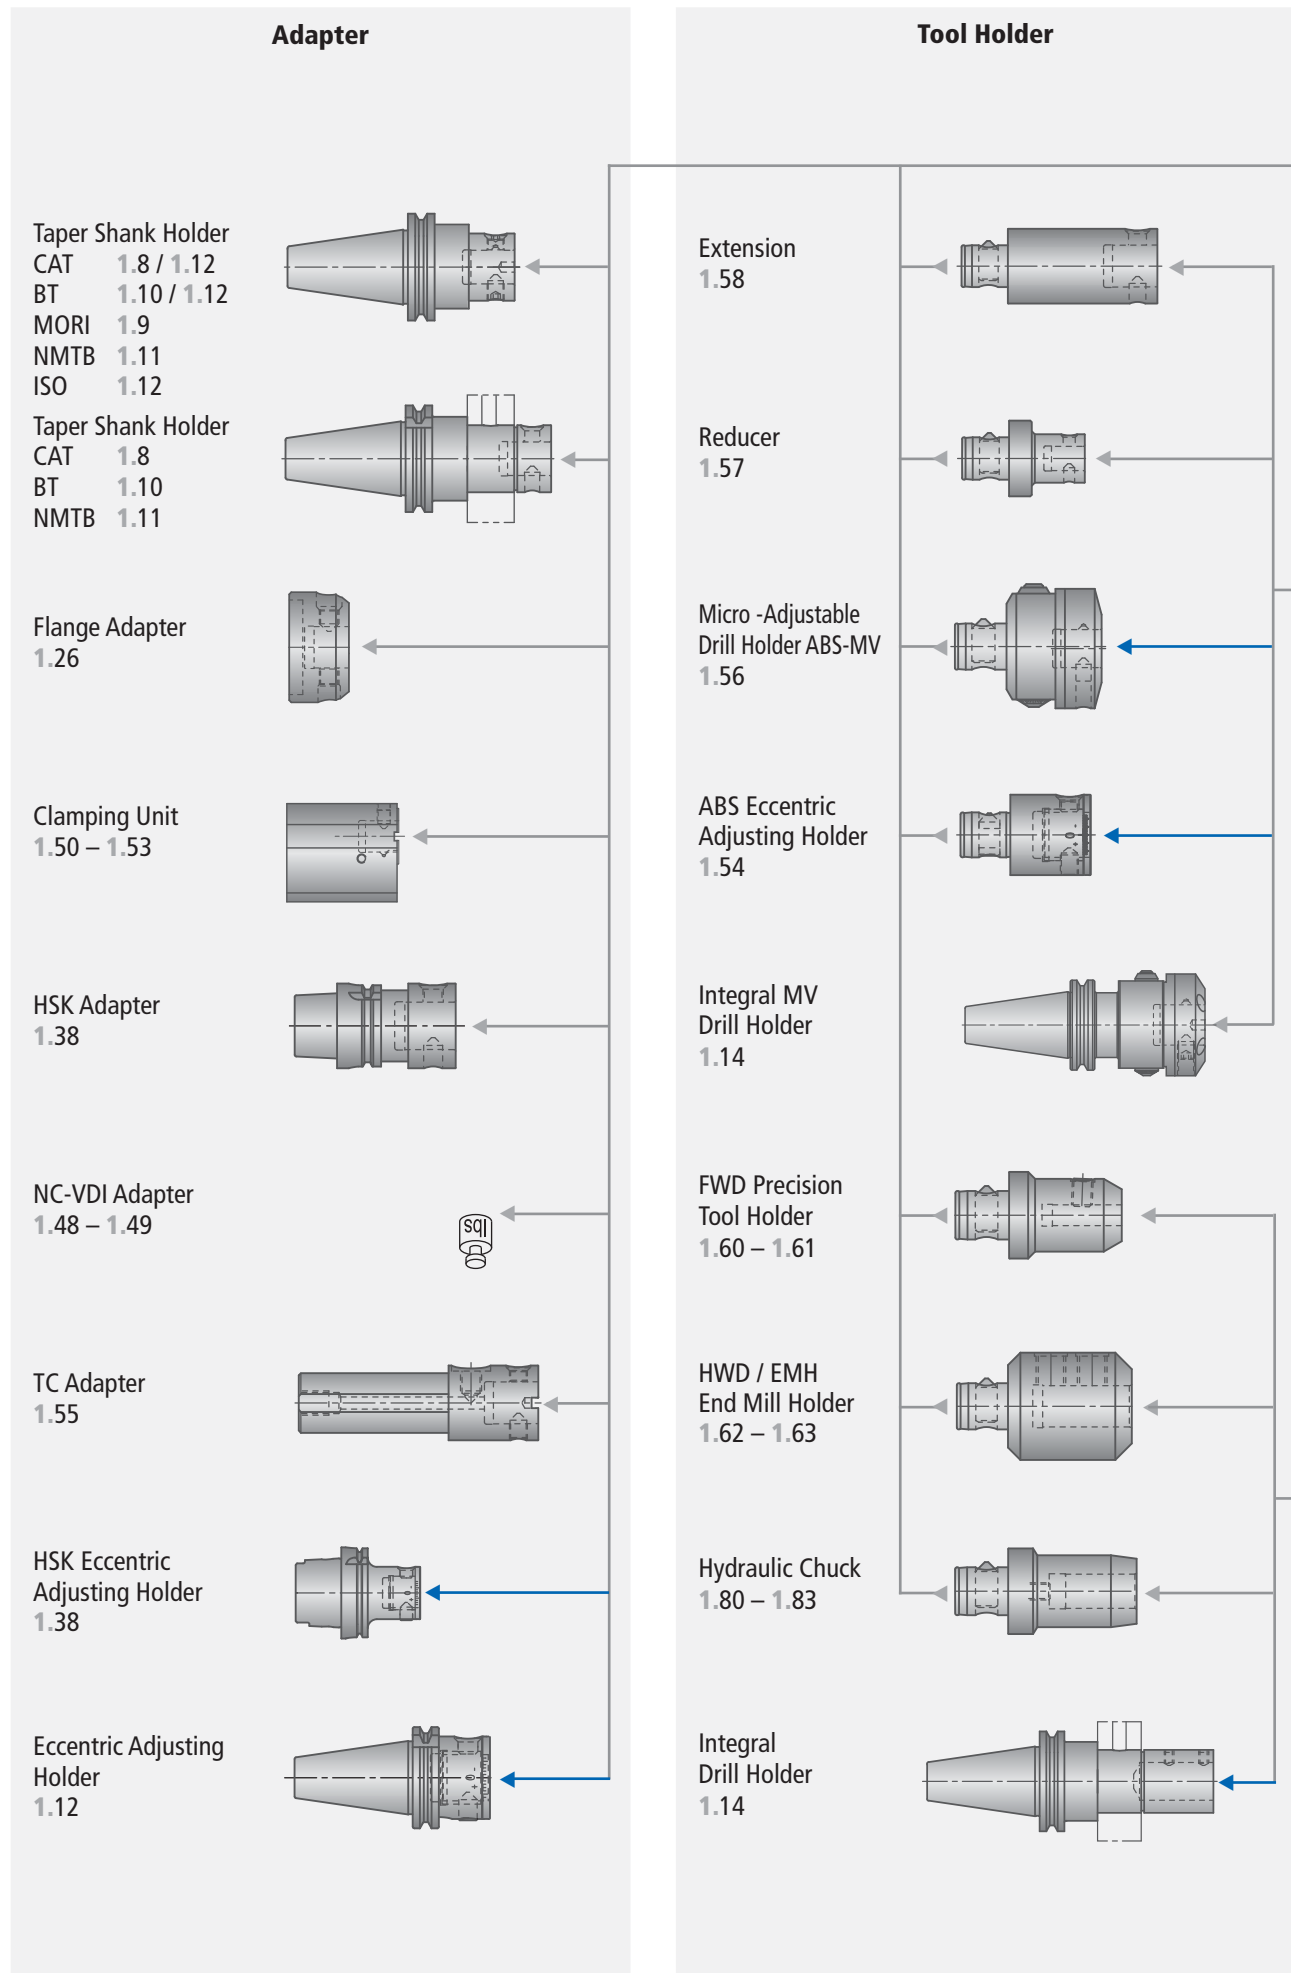 Adapter
Taper Shank Holder
CAT 1.8 / 1.12
BT 1.10 / 1.12
MORI 1.9
NMTB 1.11
ISO 1.12
Taper Shank Holder
CAT 1.8
BT 1.10
NMTB 1.11
Flange Adapter
1.26
Clamping Unit
1.50 – 1.53
HSK Adapter
1.38
NC-VDI Adapter
1.48 – 1.49
lbs
TC Adapter
1.55
HSK Eccentric
Adjusting Holder
1.38
- 0 +
Eccentric Adjusting
Holder
1.12
- 0 +
Tool Holder
Extension
1.58
Reducer
1.57
Micro -Adjustable
Drill Holder ABS-MV
1.56
ABS Eccentric
Adjusting Holder
1.54
- 0 +
Integral MV
Drill Holder
1.14
FWD Precision
Tool Holder
1.60 – 1.61
HWD / EMH
End Mill Holder
1.62 – 1.63
Hydraulic Chuck
1.80 – 1.83
Integral
Drill Holder
1.14